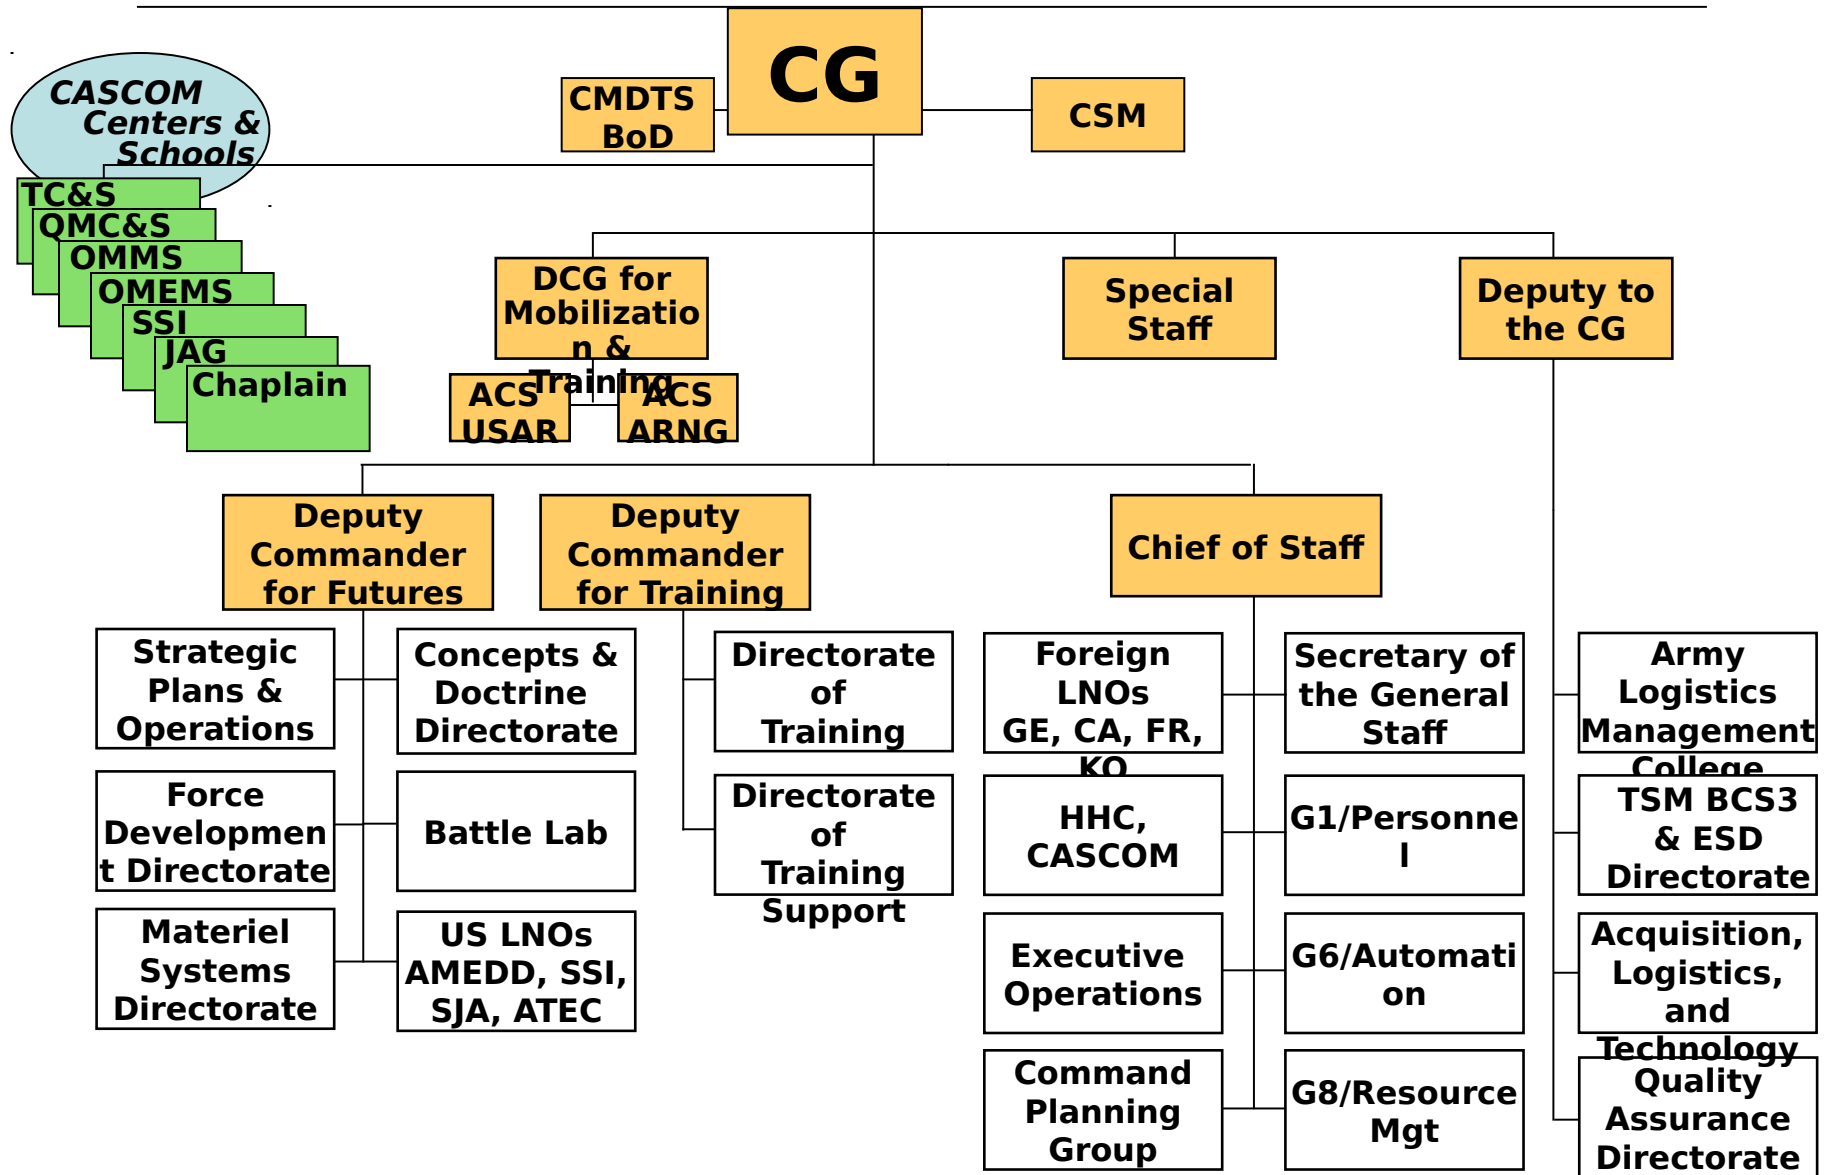 CG
CMDTS
BoD
CSM
CASCOM
Centers &
Schools
TC&S
QMC&S
OMMS
OMEMS
SSI
JAG
Chaplain
DCG for
Mobilizatio
n &
Training
ACS
USAR
ACS
ARNG
Special
Staff
Deputy to
the CG
Deputy
Commander
for Futures
Deputy
Commander
for Training
Chief of Staff
Strategic
Plans &
Operations
Concepts &
Doctrine
Directorate
Force
Developmen
t Directorate
Battle Lab
Materiel
Systems
Directorate
US LNOs
AMEDD, SSI,
SJA, ATEC
Directorate
of
Training
Directorate
of
Training
Support
Foreign
LNOs
GE, CA, FR,
KO
Secretary of
the General
Staff
HHC,
CASCOM
G1/Personne
l
Executive
Operations
G6/Automati
on
Command
Planning
Group
G8/Resource
Mgt
Army
Logistics
Management
College
TSM BCS3
& ESD
Directorate
Acquisition,
Logistics,
and
Technology
Quality
Assurance
Directorate